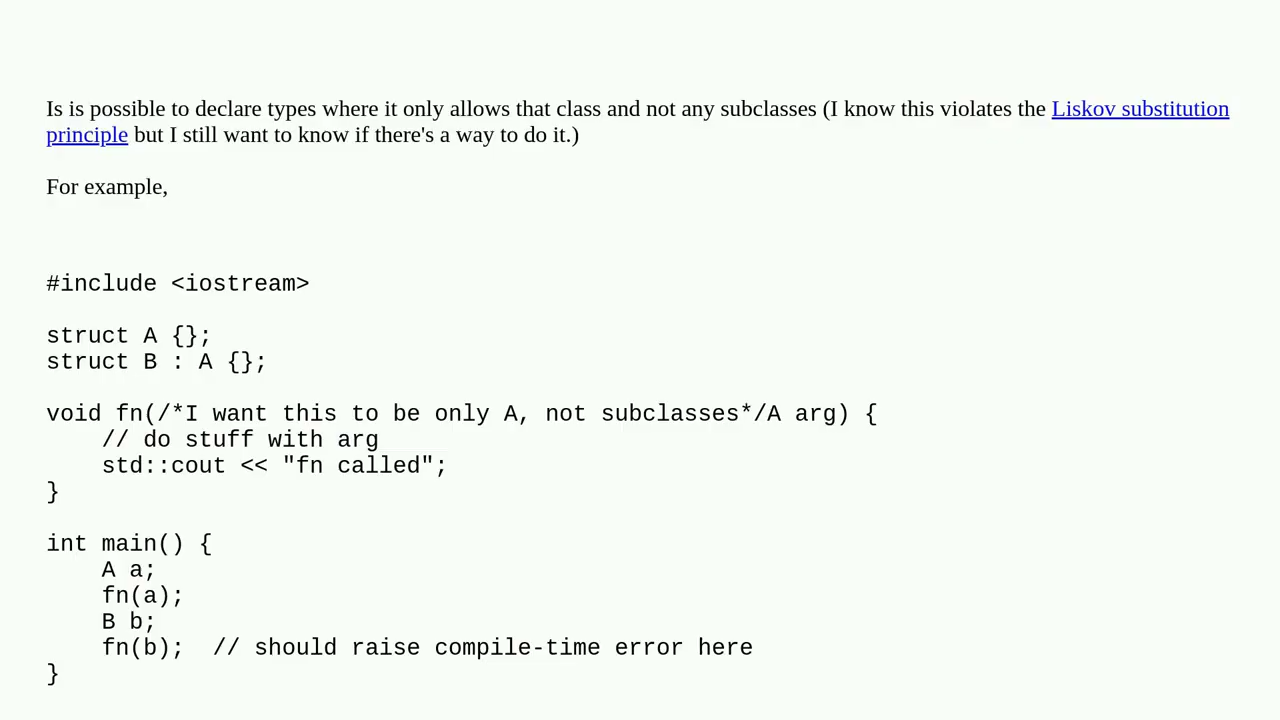 Is is possible to declare types where it only allows that class and not any subclasses (I know this violates the Liskov substitution
principle but I still want to know if there's a way to do it.)
For example,
#include <iostream>
struct A {};
struct B : A {};
void fn(/*I want this to be only A, not subclasses*/A arg) {
    // do stuff with arg
    std::cout << "fn called";
}
int main() {
    A a;
    fn(a);
    B b;
    fn(b);  // should raise compile-time error here
}